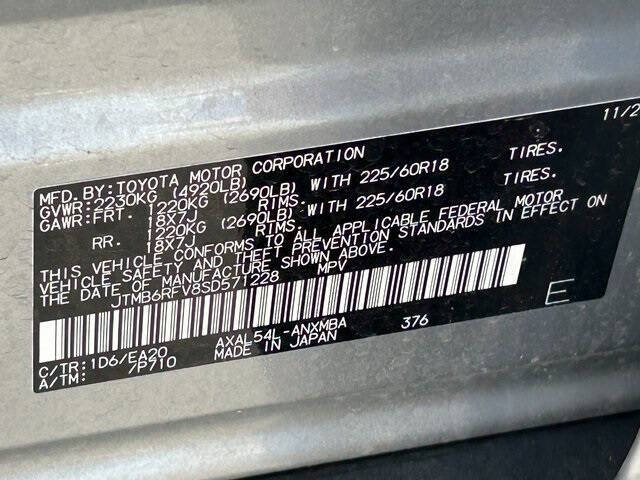 11/2
MFD. BY: TOYOTA MOTOR CORPORATION
GVWR: 2230KG (4920LB)
GAWR: FRT. 1220KG (2690LB) WITH 225/60R18 TIRES.
18X7J RIMS.
RR. 1220KG (2690LB) WITH 225/60R18 TIRES.
18X7J RIMS.
THIS VEHICLE CONFORMS TO ALL APPLICABLE FEDERAL MOTOR
VEHICLE SAFETY AND THEFT PREVENTION STANDARDS IN EFFECT ON
THE DATE OF MANUFACTURE SHOWN ABOVE.
JTMB6RFV8SD571228 MPV
E
C/TR: 1D6/EA20 AXAL54L-ANXMBA 376
A/TM: /P710 MADE IN JAPAN